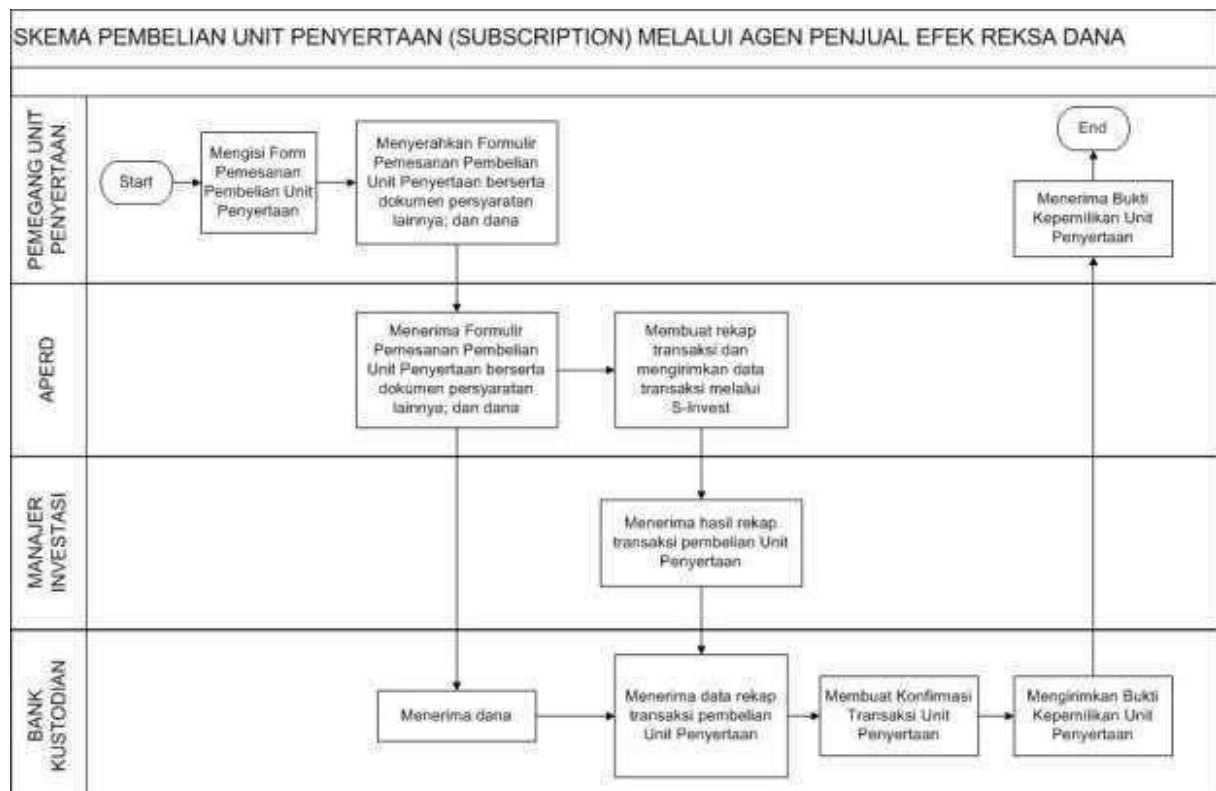 SKEMA PEMBELIAN UNIT PENYERTAAN (SUBSCRIPTION) MELALUI AGEN PENJUAL EFEK REKSA DANA
PEMEGANG UNIT
PENYERTAAN
Start
Mengisi Form
Pemesanan
Pembelian Unit
Penyertaan
Menyerahkan Formulir
Pemesanan Pembelian
Unit Penyertaan berserta
dokumen persyaratan
lainnya; dan dana
End
Menerima Bukti
Kepemilikan Unit
Penyertaan
APERD
Menerima Formulir
Pemesanan Pembelian
Unit Penyertaan berserta
dokumen persyaratan
lainnya; dan dana
Membuat rekap
transaksi dan
mengirimkan data
transaksi melalui
S-Invest
MANAJER
INVESTASI
Menerima hasil rekap
transaksi pembelian Unit
Penyertaan
BANK
KUSTODIAN
Menerima dana
Menerima data rekap
transaksi pembelian
Unit Penyertaan
Membuat Konfirmasi
Transaksi Unit
Penyertaan
Mengirimkan Bukti
Kepemilikan Unit
Penyertaan